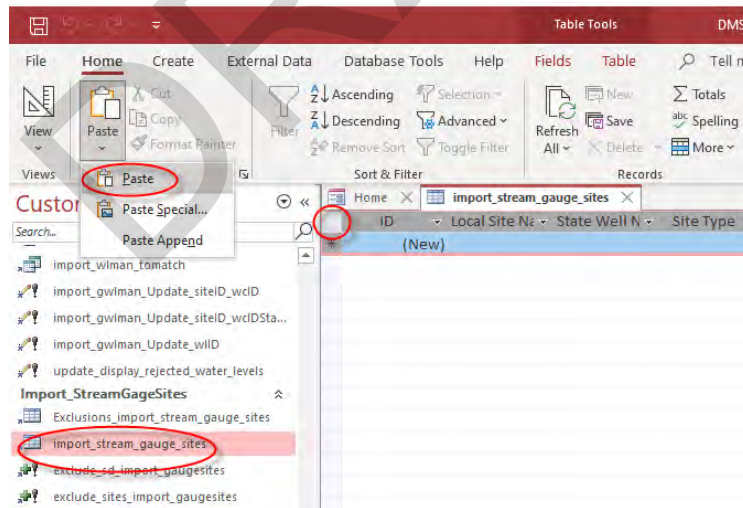 Table Tools DMS
File Home Create External Data Database Tools Help Fields Table Tell
View Paste Cut Copy Format Painter
Filter Ascending Descending Remove Sort Selection Advanced Toggle Filter
Refresh All New Save Delete Totals Spelling More
Views Sort & Filter Records
Paste
Paste Special...
Paste Append
Custo
Search...
Home import_stream_gauge_sites
ID Local Site Na State Well N Site Type
(New)
import_wlman_tomatch
import_gwlman_Update_siteID_wclD
import_gwlman_Update_siteID_wclDSta...
import_gwlman_Update_wlID
update_display_rejected_water_levels
Import_StreamGageSites
Exclusions_import_stream_gauge_sites
import_stream_gauge_sites
exclude_sd_import_gaugesites
exclude_sites_import_gaugesites